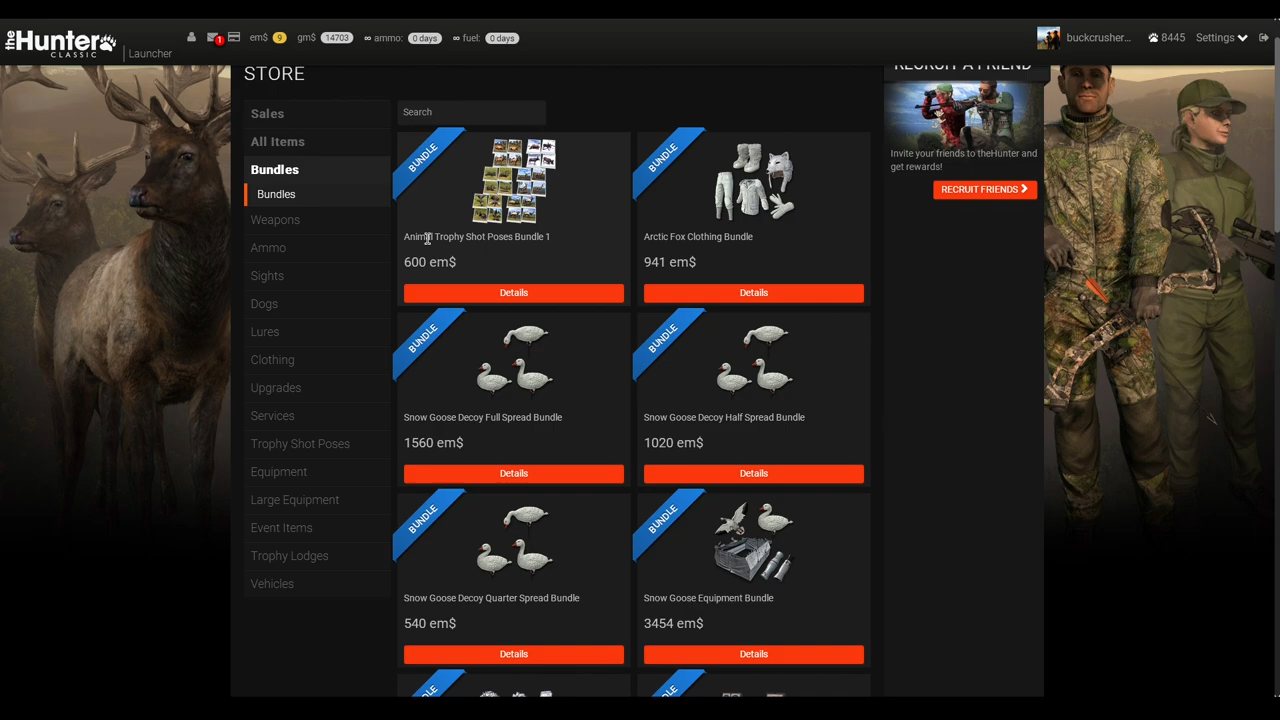 theHunter
CLASSIC
Launcher
1
em$ 9
gm$ 14703
∞ ammo: 0 days
∞ fuel: 0 days
buckcrusher...
8445
Settings
STORE
Sales
All Items
Bundles
Bundles
Weapons
Ammo
Sights
Dogs
Lures
Clothing
Upgrades
Services
Trophy Shot Poses
Equipment
Large Equipment
Event Items
Trophy Lodges
Vehicles
Search
BUNDLE
Animal Trophy Shot Poses Bundle 1
600 em$
Details
BUNDLE
Arctic Fox Clothing Bundle
941 em$
Details
BUNDLE
Snow Goose Decoy Full Spread Bundle
1560 em$
Details
BUNDLE
Snow Goose Decoy Half Spread Bundle
1020 em$
Details
BUNDLE
Snow Goose Decoy Quarter Spread Bundle
540 em$
Details
BUNDLE
Snow Goose Equipment Bundle
3454 em$
Details
RECRUIT A FRIEND
Invite your friends to theHunter and
get rewards!
RECRUIT FRIENDS